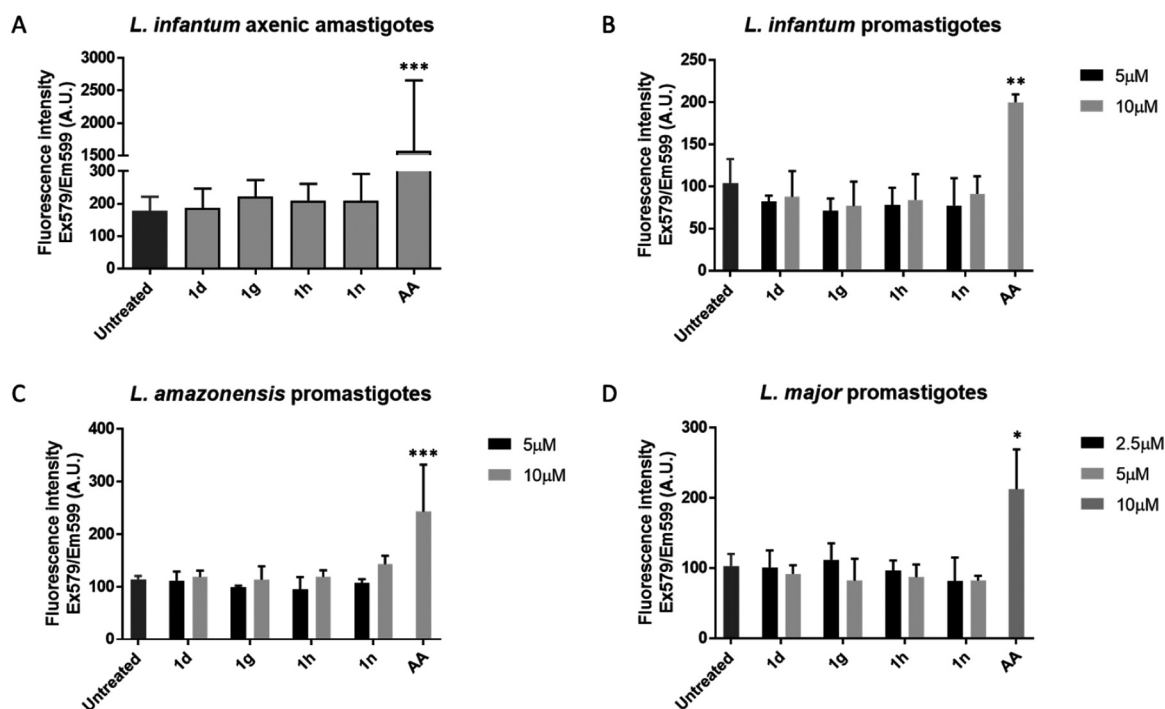 A
L. infantum axenic amastigotes
Fluorescence intensity
Ex579/Em599 (A.U.)
3000
2500
2000
1500
300
200
100
0
***
Untreated
1d
1g
1h
1n
AA
B
L. infantum promastigotes
Fluorescence intensity
Ex579/Em599 (A.U.)
250
200
150
100
50
0
**
Untreated
1d
1g
1h
1n
AA
5µM
10µM
C
L. amazonensis promastigotes
Fluorescence intensity
Ex579/Em599 (A.U.)
400
300
200
100
0
***
Untreated
1d
1g
1h
1n
AA
5µM
10µM
D
L. major promastigotes
Fluorescence intensity
Ex579/Em599 (A.U.)
300
200
100
0
*
Untreated
1d
1g
1h
1n
AA
2.5µM
5µM
10µM